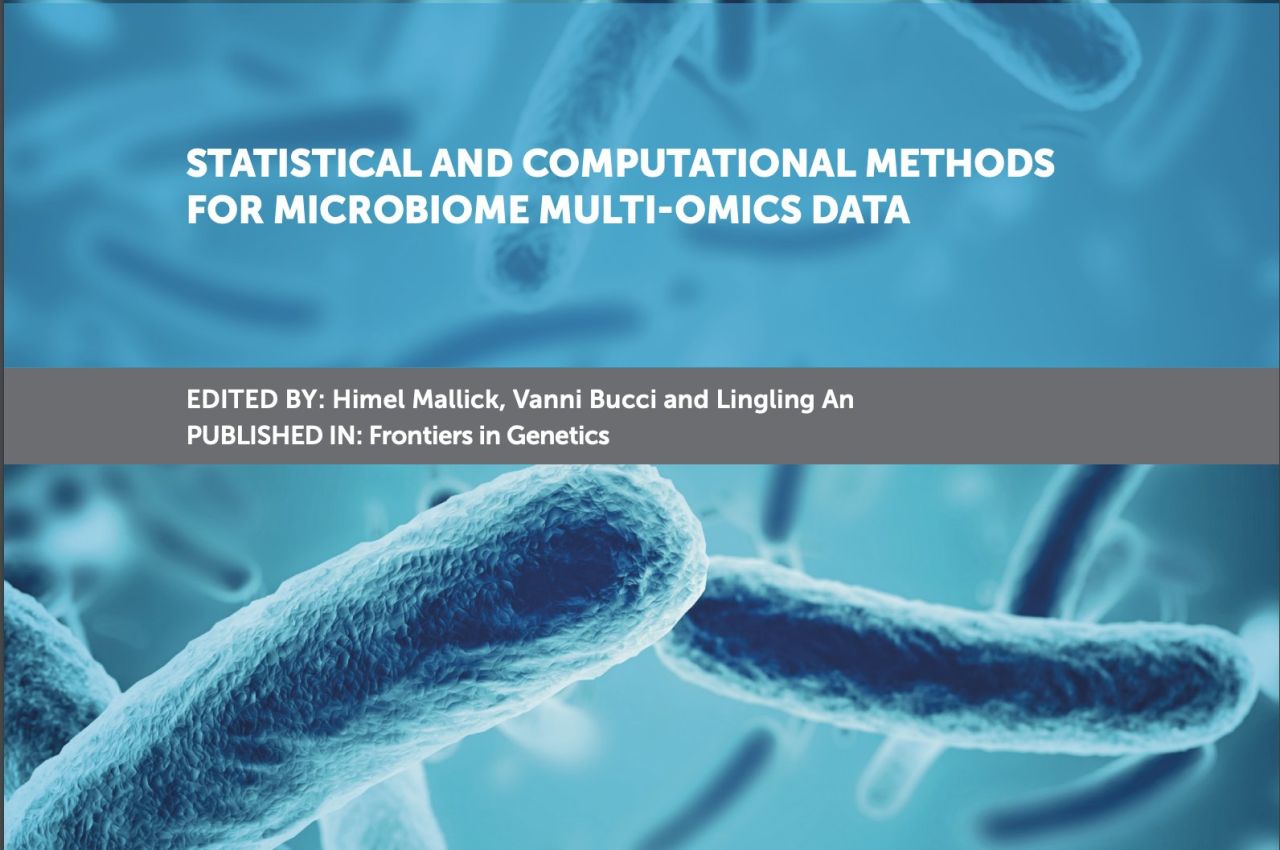 STATISTICAL AND COMPUTATIONAL METHODS
FOR MICROBIOME MULTI-OMICS DATA
EDITED BY: Himel Mallick, Vanni Bucci and Lingling An
PUBLISHED IN: Frontiers in Genetics